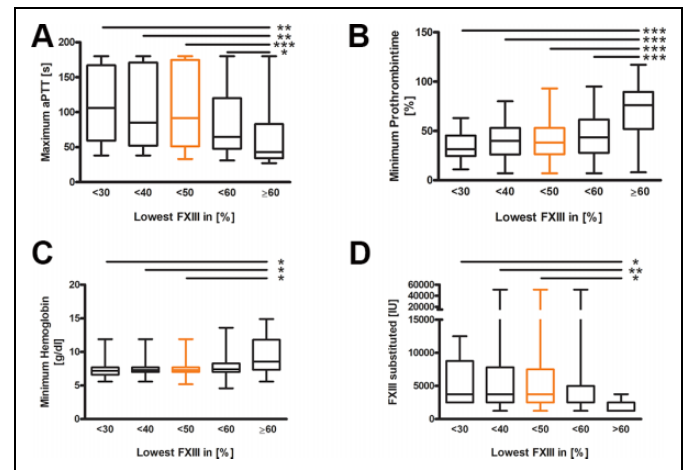 A
**
**
***
*
Maximum aPTT [s]
200
150
100
50
0
<30 <40 <50 <60 ≥60
Lowest FXIII in [%]
B
***
***
***
***
Minimum Prothrombintime
[%]
150
100
50
0
<30 <40 <50 <60 ≥60
Lowest FXIII in [%]
C
*
*
*
Minimum Hemoglobin
[g/dl]
20
15
10
5
0
<30 <40 <50 <60 ≥60
Lowest FXIII in [%]
D
*
**
*
FXIII substituted [IU]
60000
40000
20000
15000
10000
5000
0
<30 <40 <50 <60 >60
Lowest FXIII in [%]